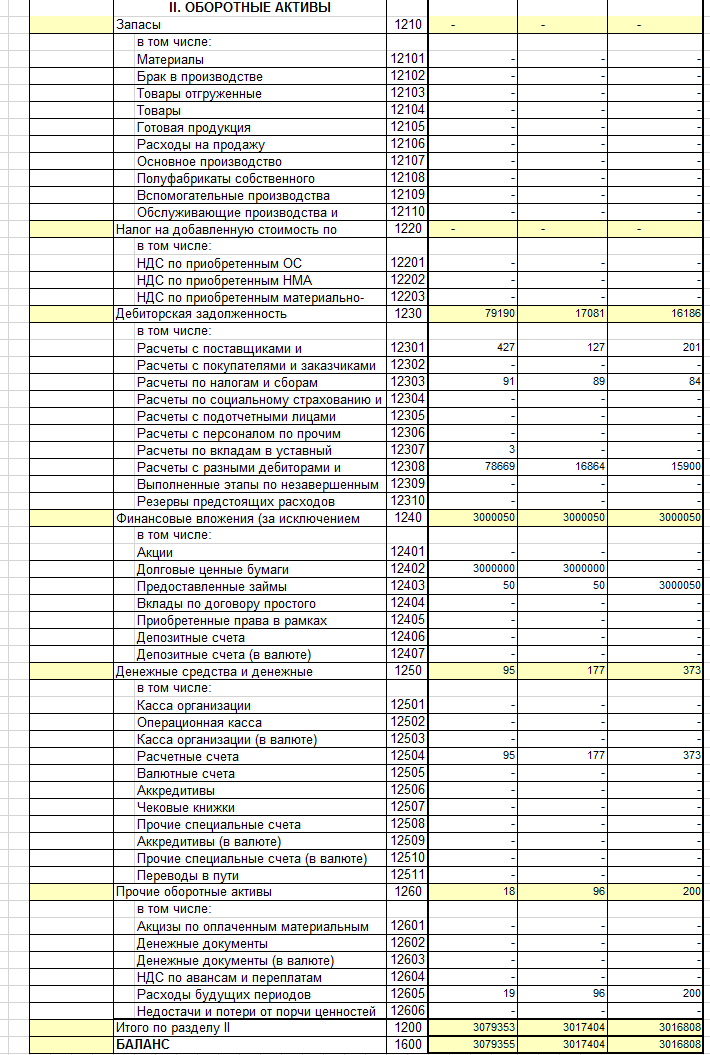 II. ОБОРОТНЫЕ АКТИВЫ
Запасы 1210 - - -
в том числе:
Материалы 12101 - - -
Брак в производстве 12102 - - -
Товары отгруженные 12103 - - -
Товары 12104 - - -
Готовая продукция 12105 - - -
Расходы на продажу 12106 - - -
Основное производство 12107 - - -
Полуфабрикаты собственного 12108 - - -
Вспомогательные производства 12109 - - -
Обслуживающие производства и 12110 - - -
Налог на добавленную стоимость по 1220 - - -
в том числе:
НДС по приобретенным ОС 12201 - - -
НДС по приобретенным НМА 12202 - - -
НДС по приобретенным материально- 12203 - - -
Дебиторская задолженность 1230 79190 17081 16186
в том числе:
Расчеты с поставщиками и 12301 427 127 201
Расчеты с покупателями и заказчиками 12302 - - -
Расчеты по налогам и сборам 12303 91 89 84
Расчеты по социальному страхованию и 12304 - - -
Расчеты с подотчетными лицами 12305 - - -
Расчеты с персоналом по прочим 12306 - - -
Расчеты по вкладам в уставный 12307 3 - -
Расчеты с разными дебиторами и 12308 78669 16864 15900
Выполненные этапы по незавершенным 12309 - - -
Резервы предстоящих расходов 12310 - - -
Финансовые вложения (за исключением 1240 3000050 3000050 3000050
в том числе:
Акции 12401 - - -
Долговые ценные бумаги 12402 3000000 3000000 -
Предоставленные займы 12403 50 50 3000050
Вклады по договору простого 12404 - - -
Приобретенные права в рамках 12405 - - -
Депозитные счета 12406 - - -
Депозитные счета (в валюте) 12407 - - -
Денежные средства и денежные 1250 95 177 373
в том числе:
Касса организации 12501 - - -
Операционная касса 12502 - - -
Касса организации (в валюте) 12503 - - -
Расчетные счета 12504 95 177 373
Валютные счета 12505 - - -
Аккредитивы 12506 - - -
Чековые книжки 12507 - - -
Прочие специальные счета 12508 - - -
Аккредитивы (в валюте) 12509 - - -
Прочие специальные счета (в валюте) 12510 - - -
Переводы в пути 12511 - - -
Прочие оборотные активы 1260 18 96 200
в том числе:
Акцизы по оплаченным материальным 12601 - - -
Денежные документы 12602 - - -
Денежные документы (в валюте) 12603 - - -
НДС по авансам и переплатам 12604 - - -
Расходы будущих периодов 12605 19 96 200
Недостачи и потери от порчи ценностей 12606 - - -
Итого по разделу II 1200 3079353 3017404 3016808
БАЛАНС 1600 3079355 3017404 3016808